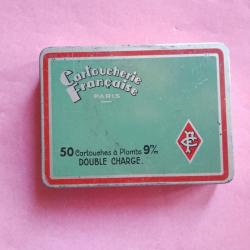 Cartoucherie
Française
PARIS
50 Cartouches à Plombs 9m/m
DOUBLE CHARGE.